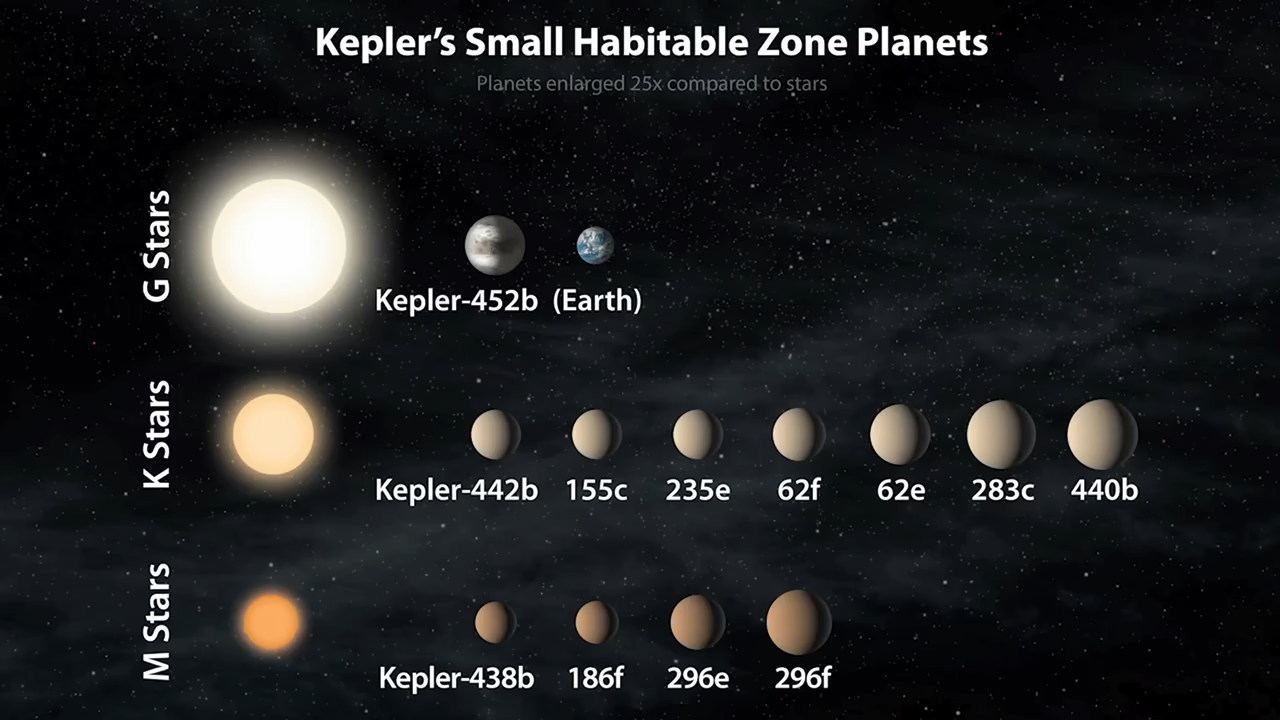 Kepler’s Small Habitable Zone Planets
Planets enlarged 25x compared to stars
G Stars
Kepler-452b (Earth)
K Stars
Kepler-442b 155c 235e 62f 62e 283c 440b
M Stars
Kepler-438b 186f 296e 296f